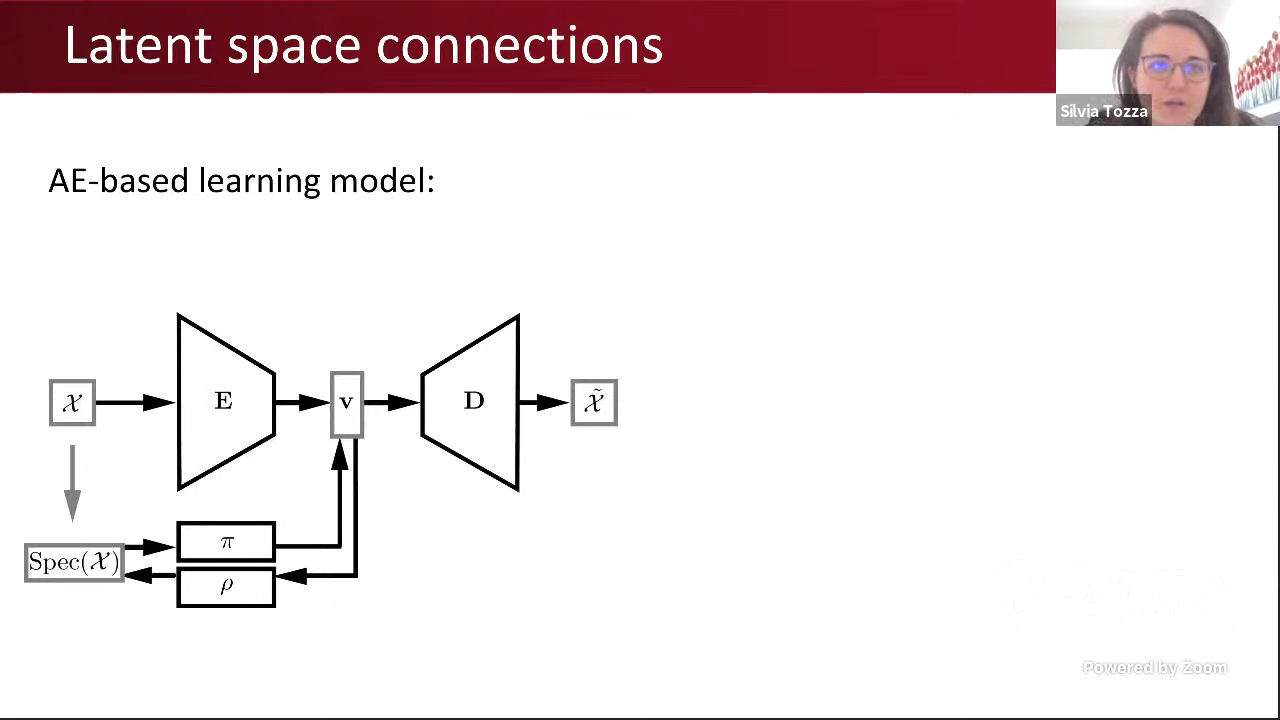 Latent space connections
Silvia Tozza
AE-based learning model:
𝒳
E
v
D
𝒳̃
π
Spec(𝒳)
ρ
Powered by Zoom